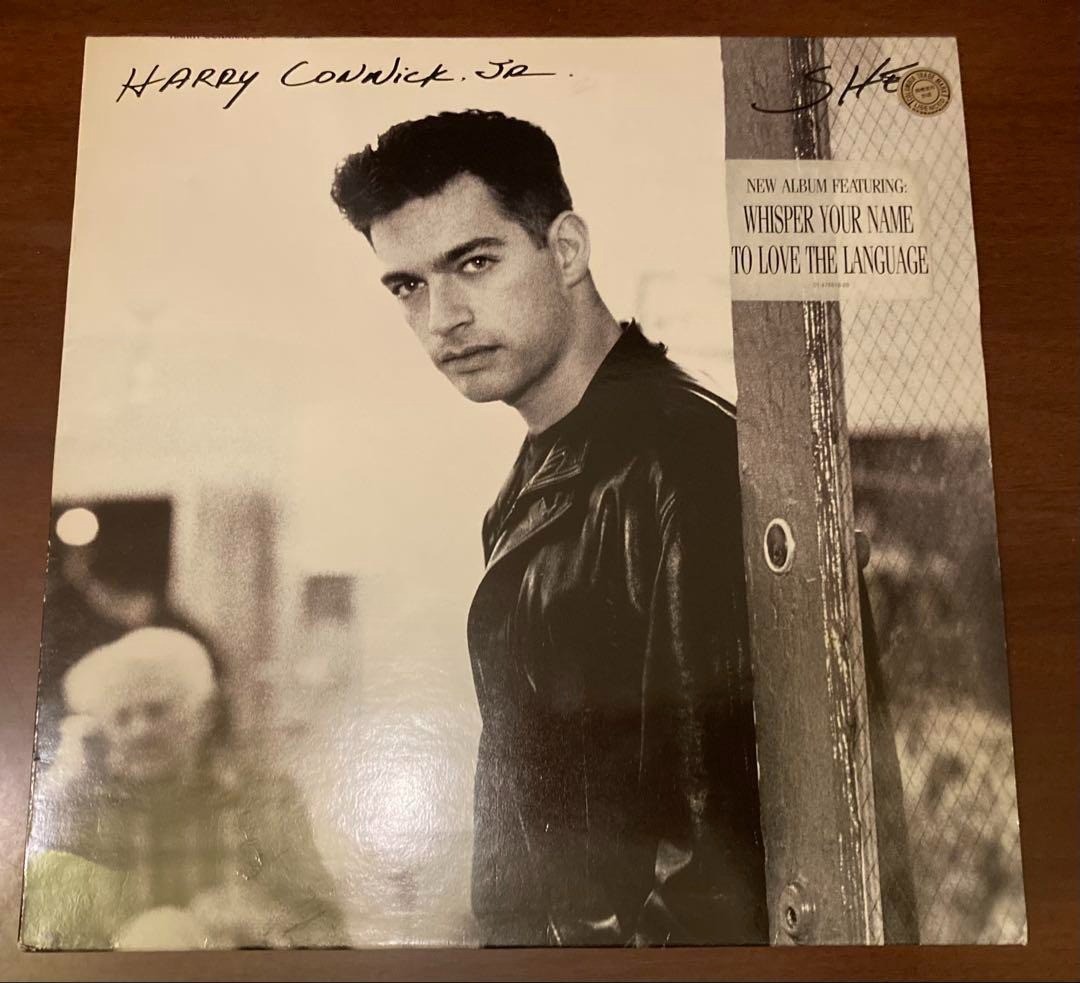 HARRY CONNICK, JR.
SHE
NEW ALBUM FEATURING:
WHISPER YOUR NAME
TO LOVE THE LANGUAGE